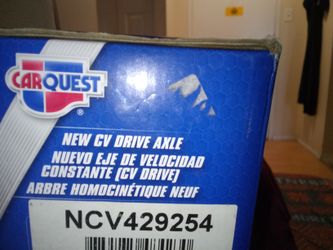 CARQUEST®
NEW CV DRIVE AXLE
NUEVO EJE DE VELOCIDAD
CONSTANTE (CV DRIVE)
ARBRE HOMOCINÉTIQUE NEUF
NCV429254